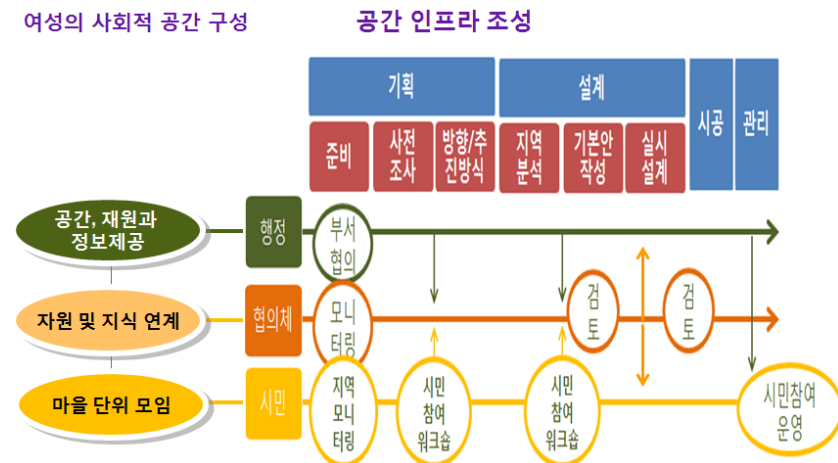 여성의 사회적 공간 구성
공간 인프라 조성
기획
설계
시공
관리
준비
사전
조사
방향/추
진방식
지역
분석
기본안
작성
실시
설계
공간, 재원과
정보제공
행정
부서
협의
자원 및 지식 연계
협의체
모니
터링
검
토
검
토
마을 단위 모임
시민
지역
모니
터링
시민
참여
워크숍
시민
참여
워크숍
시민참여
운영